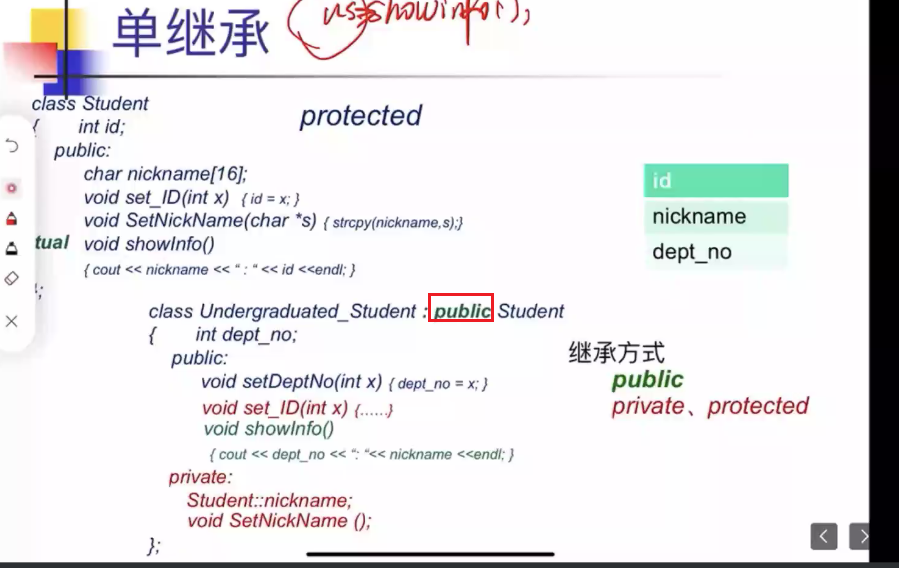 单继承
us→showinfo();
class Student
protected
{ int id;
public:
char nickname[16];
void set_ID(int x) { id = x; }
void SetNickName(char *s) { strcpy(nickname,s);}
tual void showInfo()
{ cout << nickname << “ : “ << id <<endl; }
};
id
nickname
dept_no
class Undergraduated_Student : public Student
{ int dept_no;
public:
void setDeptNo(int x) { dept_no = x; }
void set_ID(int x) {......}
void showInfo()
{ cout << dept_no << “: “<< nickname <<endl; }
private:
Student::nickname;
void SetNickName ();
};
继承方式
public
private、protected